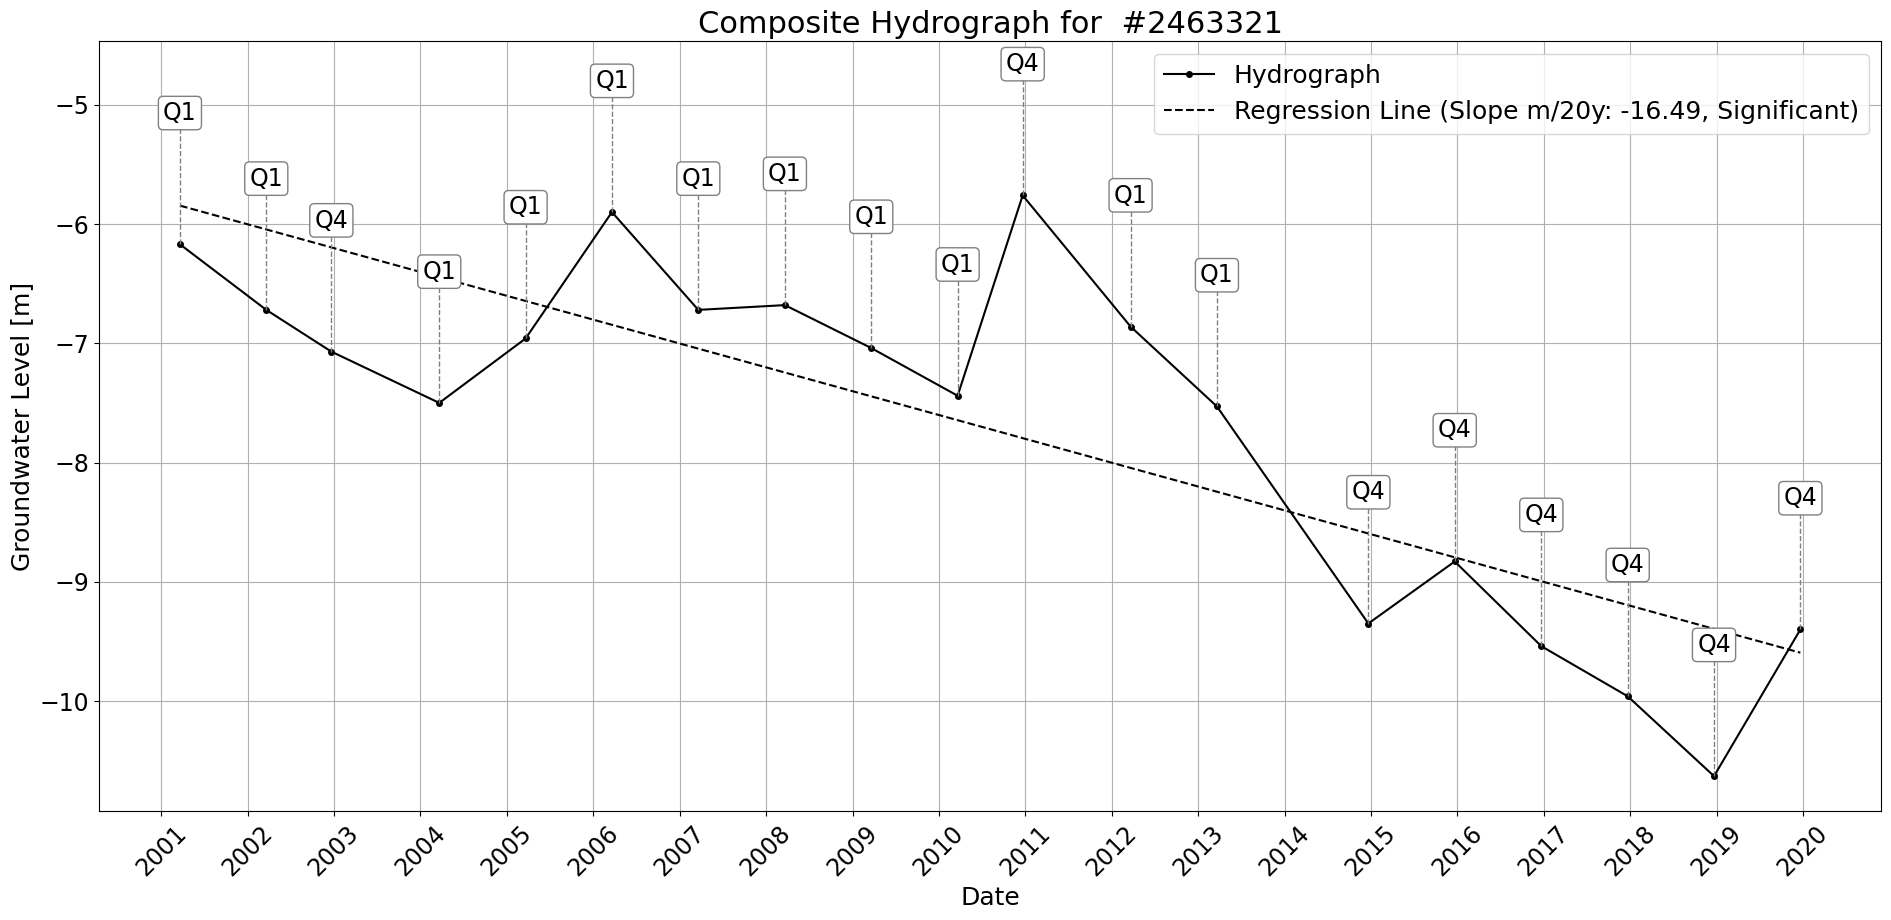 Composite Hydrograph for  #2463321
Hydrograph
Regression Line (Slope m/20y: -16.49, Significant)
Groundwater Level [m]
−5
−6
−7
−8
−9
−10
Q1
Q1
Q4
Q1
Q1
Q1
Q1
Q1
Q1
Q1
Q4
Q1
Q1
Q4
Q4
Q4
Q4
Q4
Q4
2001
2002
2003
2004
2005
2006
2007
2008
2009
2010
2011
2012
2013
2014
2015
2016
2017
2018
2019
2020
Date